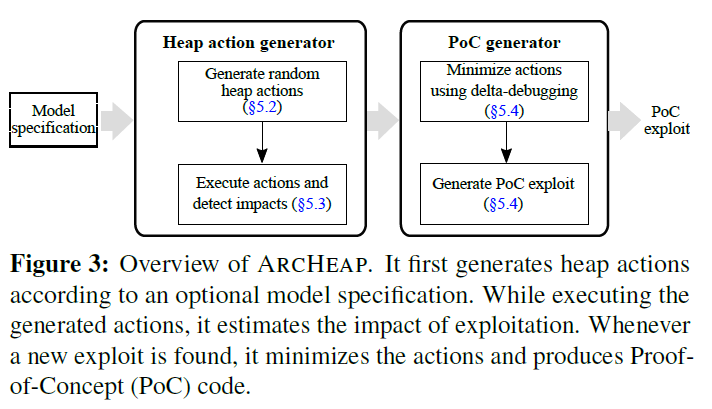 Heap action generator
Generate random
heap actions
(§5.2)
Execute actions and
detect impacts (§5.3)
PoC generator
Minimize actions
using delta-debugging
(§5.4)
Generate PoC exploit
(§5.4)
Model
specification
PoC
exploit
Figure 3: Overview of ARCHEAP. It first generates heap actions
according to an optional model specification. While executing the
generated actions, it estimates the impact of exploitation. Whenever
a new exploit is found, it minimizes the actions and produces Proof-
of-Concept (PoC) code.